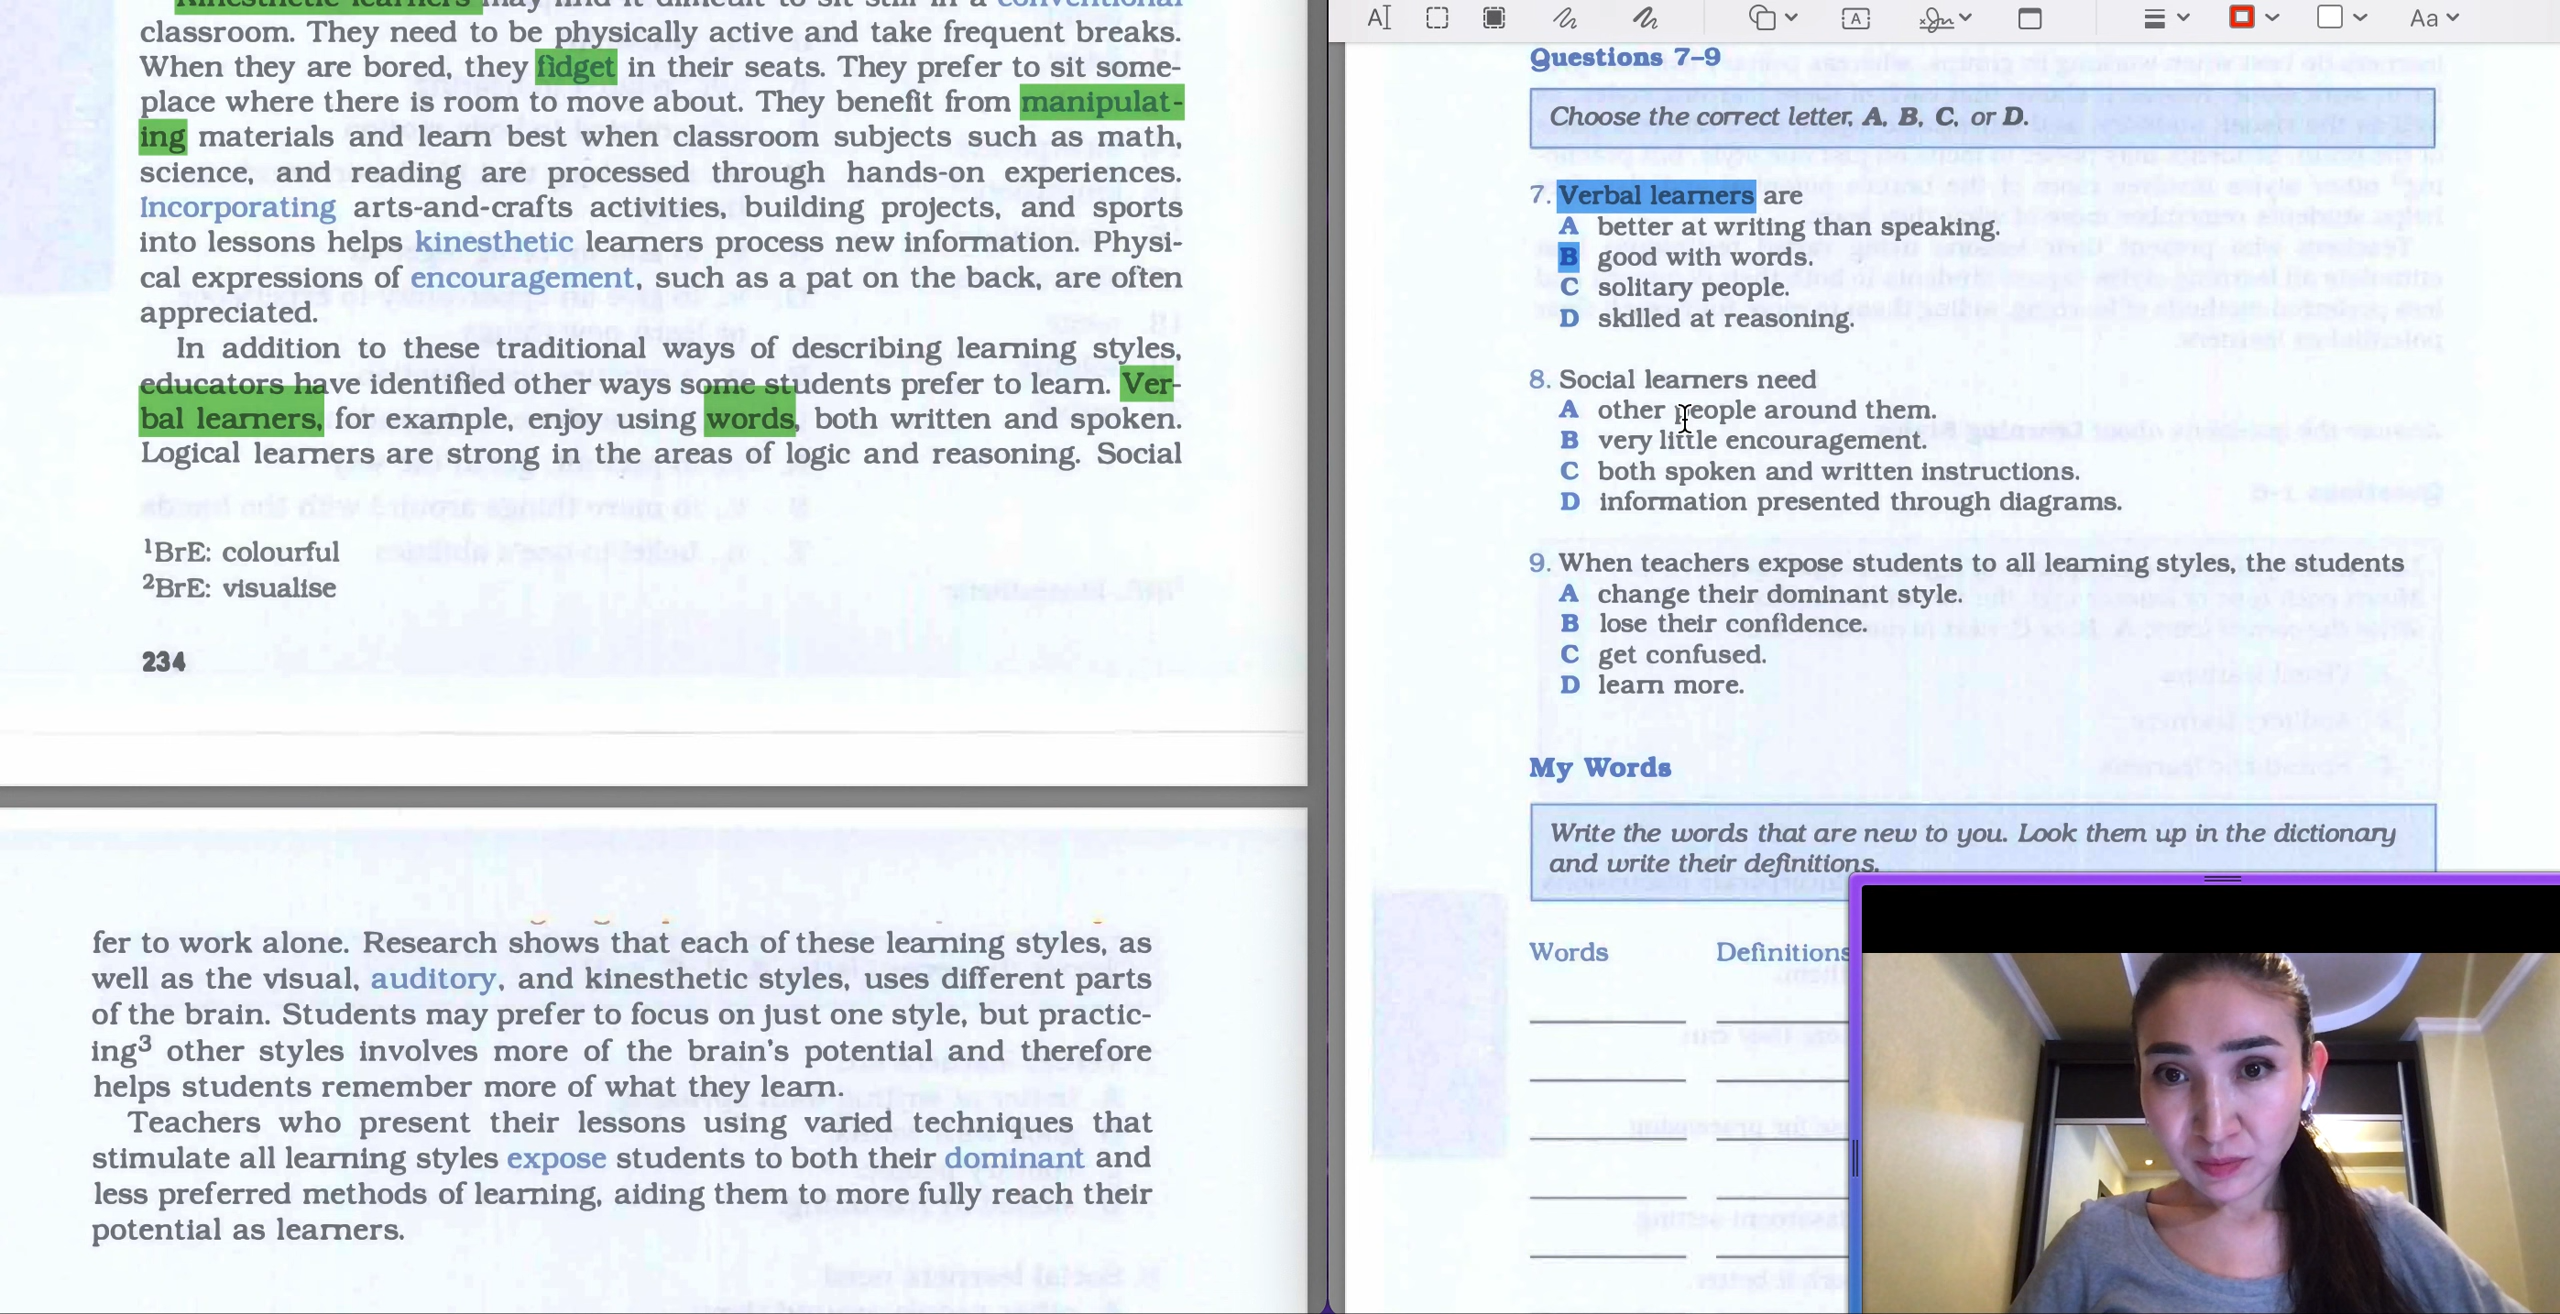 Kinesthetic learners may find it difficult to sit still in a conventional
classroom. They need to be physically active and take frequent breaks.
When they are bored, they fidget in their seats. They prefer to sit some-
place where there is room to move about. They benefit from manipulat-
ing materials and learn best when classroom subjects such as math,
science, and reading are processed through hands-on experiences.
Incorporating arts-and-crafts activities, building projects, and sports
into lessons helps kinesthetic learners process new information. Physi-
cal expressions of encouragement, such as a pat on the back, are often
appreciated.
In addition to these traditional ways of describing learning styles,
educators have identified other ways some students prefer to learn. Ver-
bal learners, for example, enjoy using words, both written and spoken.
Logical learners are strong in the areas of logic and reasoning. Social
1BrE: colourful
2BrE: visualise
234
fer to work alone. Research shows that each of these learning styles, as
well as the visual, auditory, and kinesthetic styles, uses different parts
of the brain. Students may prefer to focus on just one style, but practic-
ing3 other styles involves more of the brain's potential and therefore
helps students remember more of what they learn.
Teachers who present their lessons using varied techniques that
stimulate all learning styles expose students to both their dominant and
less preferred methods of learning, aiding them to more fully reach their
potential as learners.
Aa
Questions 7–9
Choose the correct letter, A, B, C, or D.
7. Verbal learners are
A better at writing than speaking.
B good with words.
C solitary people.
D skilled at reasoning.
8. Social learners need
A other people around them.
B very little encouragement.
C both spoken and written instructions.
D information presented through diagrams.
9. When teachers expose students to all learning styles, the students
A change their dominant style.
B lose their confidence.
C get confused.
D learn more.
My Words
Write the words that are new to you. Look them up in the dictionary
and write their definitions.
Words Definitions